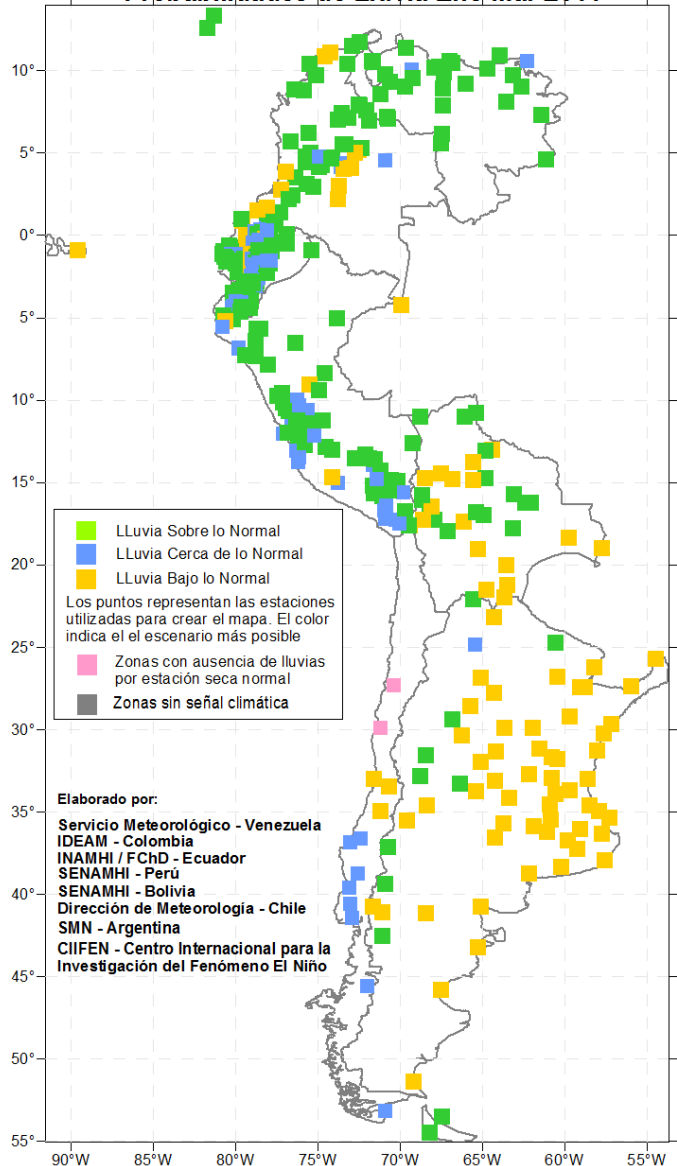 10°
5°
0°
5°
10°
15°
LLuvia Sobre lo Normal
LLuvia Cerca de lo Normal
LLuvia Bajo lo Normal
Los puntos representan las estaciones
utilizadas para crear el mapa. El color
indica el el escenario más posible
Zonas con ausencia de lluvias
por estación seca normal
Zonas sin señal climática
20°
25°
30°
35°
Elaborado por:
Servicio Meteorológico - Venezuela
IDEAM - Colombia
INAMHI / FChD - Ecuador
SENAMHI - Perú
SENAMHI - Bolivia
Dirección de Meteorología - Chile
SMN - Argentina
CIIFEN - Centro Internacional para la
Investigación del Fenómeno El Niño
40°
45°
50°
55°
90°W 85°W 80°W 75°W 70°W 65°W 60°W 55°W